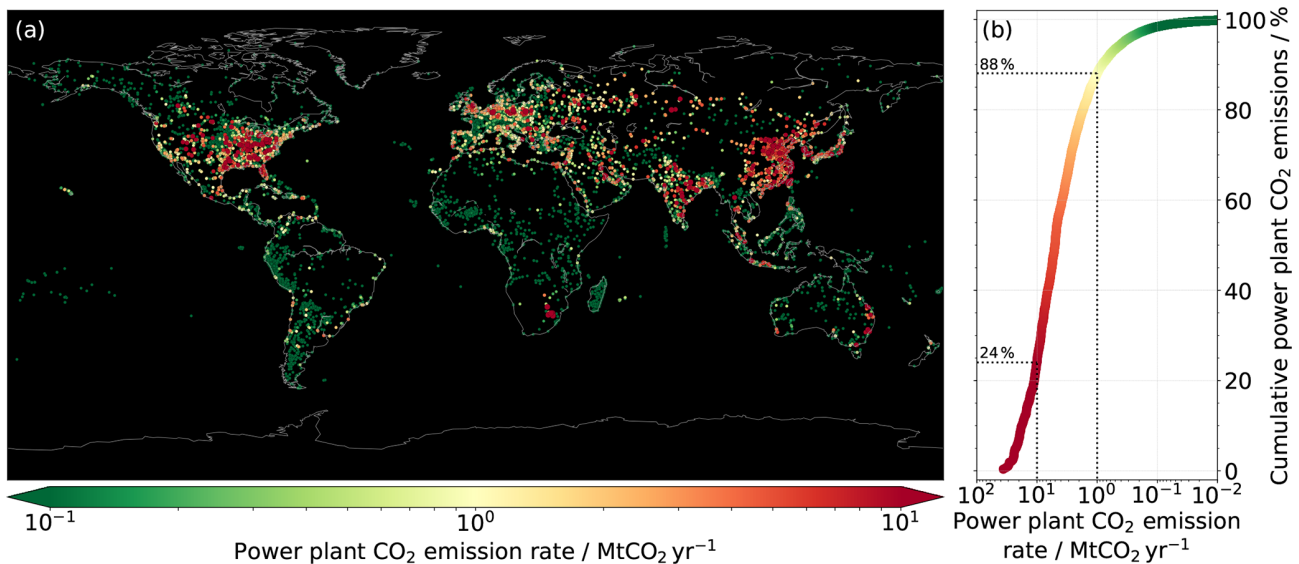 (a)
10⁻¹
10⁰
10¹
Power plant CO₂ emission rate / MtCO₂ yr⁻¹
(b)
88 %
24 %
100
80
60
40
20
0
Cumulative power plant CO₂ emissions / %
10²
10¹
10⁰
10⁻¹
10⁻²
Power plant CO₂ emission
rate / MtCO₂ yr⁻¹